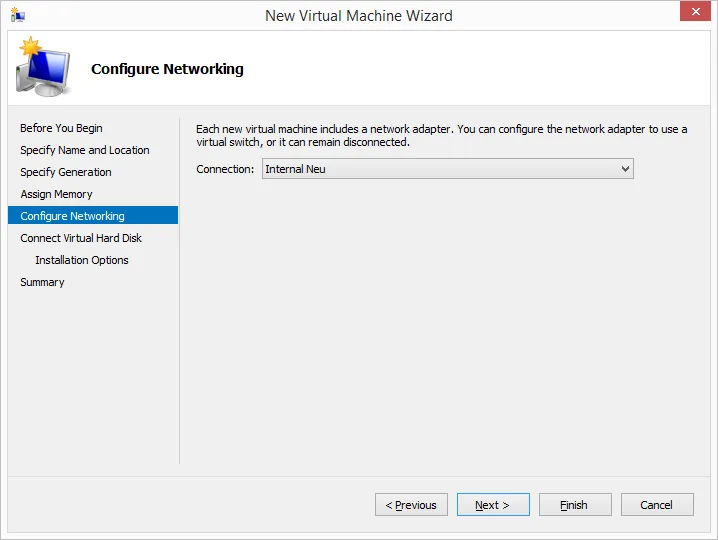 New Virtual Machine Wizard
Configure Networking
Before You Begin
Specify Name and Location
Specify Generation
Assign Memory
Configure Networking
Connect Virtual Hard Disk
Installation Options
Summary
Each new virtual machine includes a network adapter. You can configure the network adapter to use a
virtual switch, or it can remain disconnected.
Connection: Internal Neu
< Previous Next > Finish Cancel